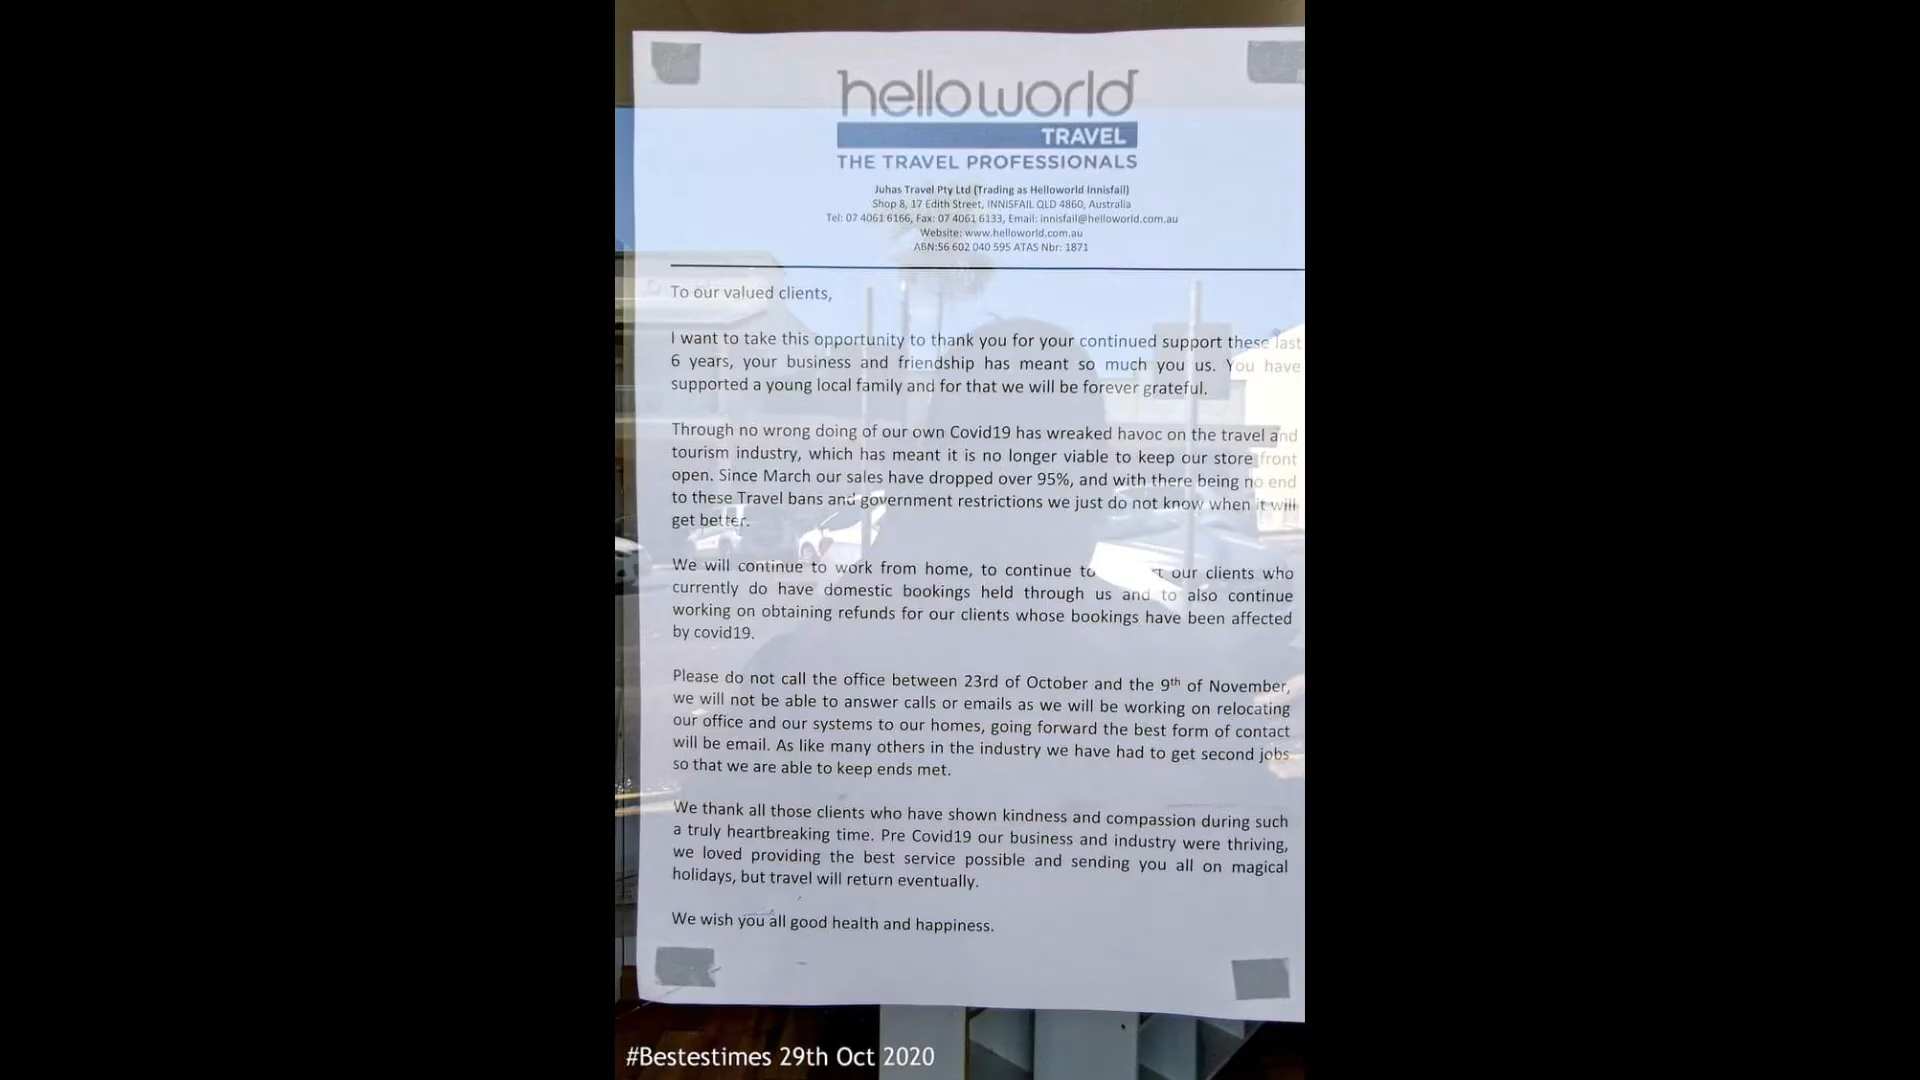 helloworld
TRAVEL
THE TRAVEL PROFESSIONALS
Juhas Travel Pty Ltd (Trading as Helloworld Innisfail)
Shop 8, 17 Edith Street, INNISFAIL QLD 4860, Australia
Tel: 07 4061 6166, Fax: 07 4061 6133, Email: innisfail@helloworld.com.au
Website: www.helloworld.com.au
ABN:56 602 040 595 ATAS Nbr: 1871
To our valued clients,
I want to take this opportunity to thank you for your continued support these last
6 years, your business and friendship has meant so much you us. You have
supported a young local family and for that we will be forever grateful.
Through no wrong doing of our own Covid19 has wreaked havoc on the travel and
tourism industry, which has meant it is no longer viable to keep our store front
open. Since March our sales have dropped over 95%, and with there being no end
to these Travel bans and government restrictions we just do not know when it will
get better.
We will continue to work from home, to continue to our clients who
currently do have domestic bookings held through us and to also continue
working on obtaining refunds for our clients whose bookings have been affected
by covid19.
Please do not call the office between 23rd of October and the 9th of November,
we will not be able to answer calls or emails as we will be working on relocating
our office and our systems to our homes, going forward the best form of contact
will be email. As like many others in the industry we have had to get second jobs
so that we are able to keep ends met.
We thank all those clients who have shown kindness and compassion during such
a truly heartbreaking time. Pre Covid19 our business and industry were thriving,
we loved providing the best service possible and sending you all on magical
holidays, but travel will return eventually.
We wish you all good health and happiness.
#Bestestimes 29th Oct 2020